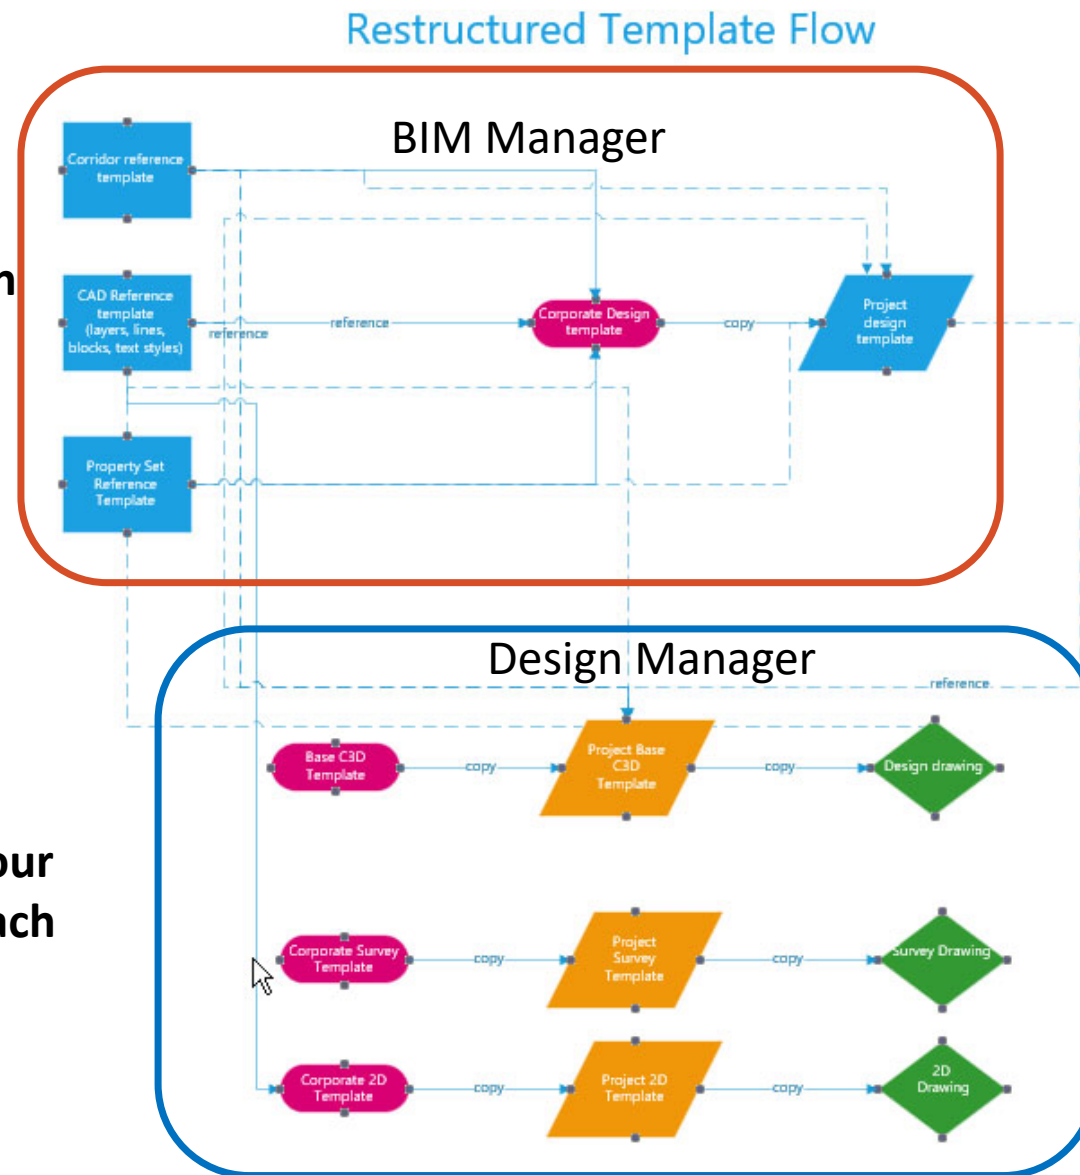 Restructured Template Flow
BIM Manager
Corridor reference
template
CAD Reference
template
(layers, lines,
blocks, text styles)
reference
reference
Corporate Design
template
copy
Project
design
template
Property Set
Reference
Template
Design Manager
reference
Base C3D
Template
copy
Project Base
C3D
Template
copy
Design drawing
Corporate Survey
Template
copy
Project
Survey
Template
copy
Survey Drawing
Corporate 2D
Template
copy
Project 2D
Template
copy
2D
Drawing